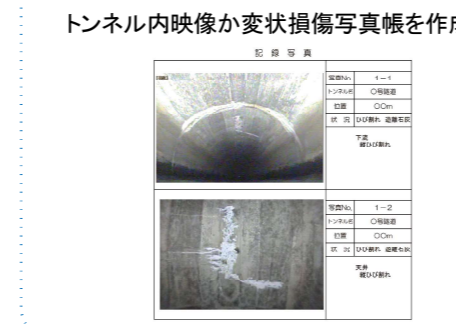 トンネル内映像か変状損傷写真帳を作成
記 録 写 真
写真No. 1-1
トンネル名 〇号隧道
位置 〇〇m
状 況 ひび割れ 遊離石灰
下流
縦ひび割れ
写真No. 1-2
トンネル名 〇号隧道
位置 〇〇m
状 況 ひび割れ 遊離石灰
天井
縦ひび割れ